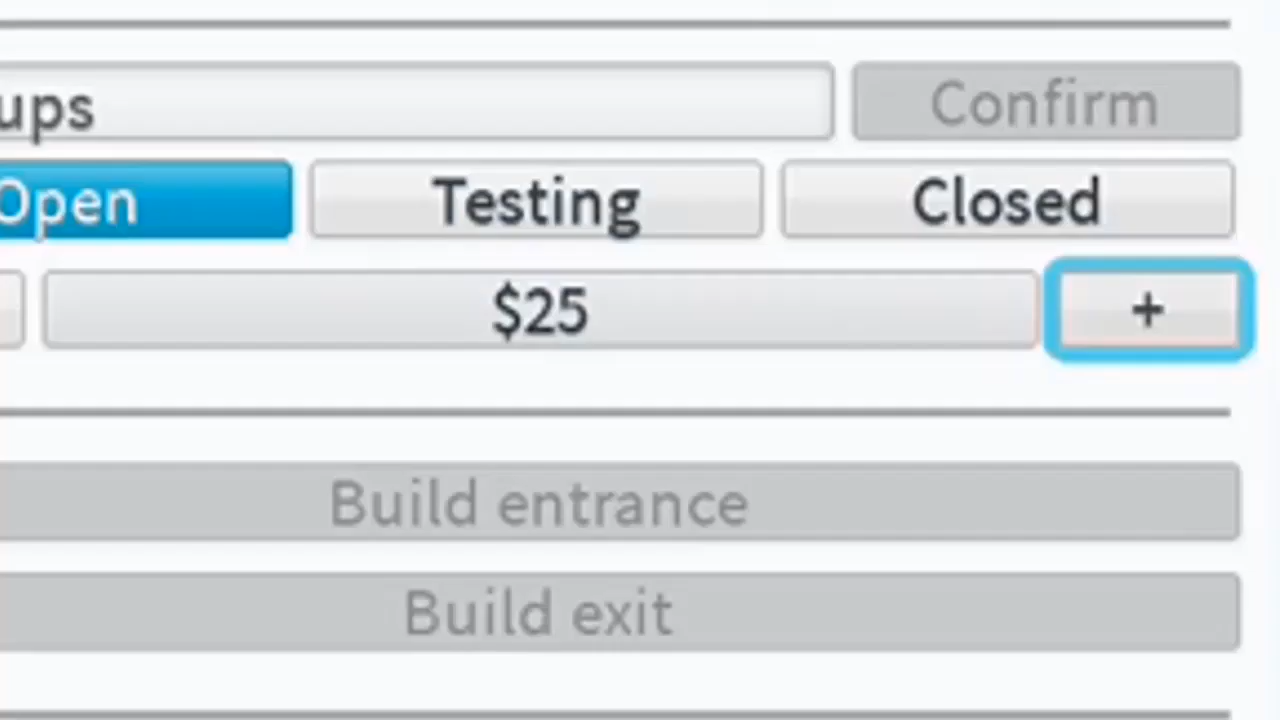 ups
Confirm
Open
Testing
Closed
$25
+
Build entrance
Build exit